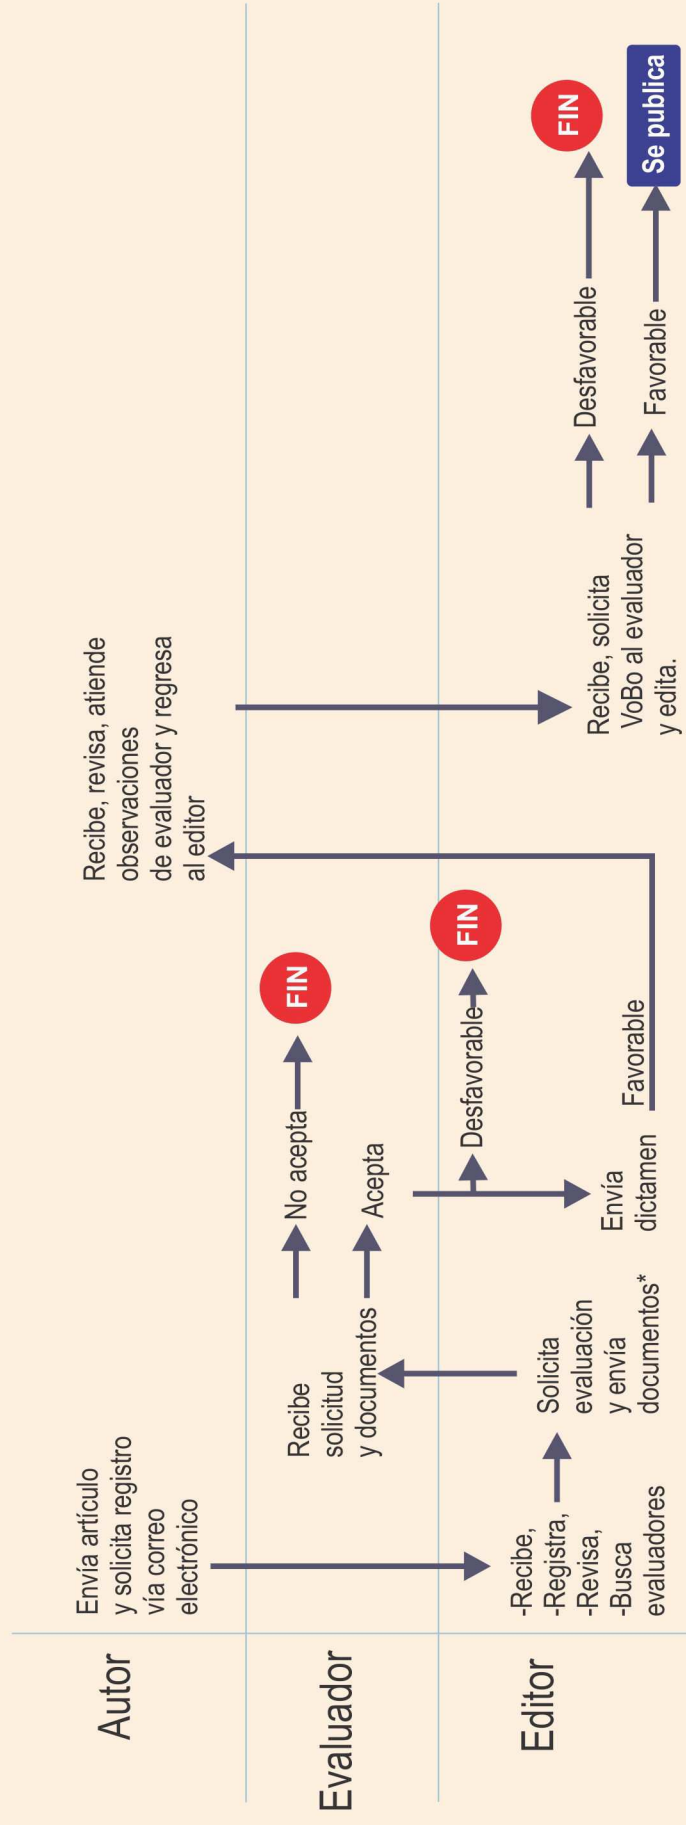 Autor
Envía artículo
y solicita registro
vía correo
electrónico
Recibe, revisa, atiende
observaciones
de evaluador y regresa
al editor
Evaluador
Recibe
solicitud
y documentos
No acepta
FIN
Acepta
Editor
-Recibe,
-Registra,
-Revisa,
-Busca
evaluadores
Solicita
evaluación
y envía
documentos*
Desfavorable
FIN
Envía
dictamen
Favorable
Recibe, solicita
VoBo al evaluador
y edita.
Desfavorable
FIN
Favorable
Se publica